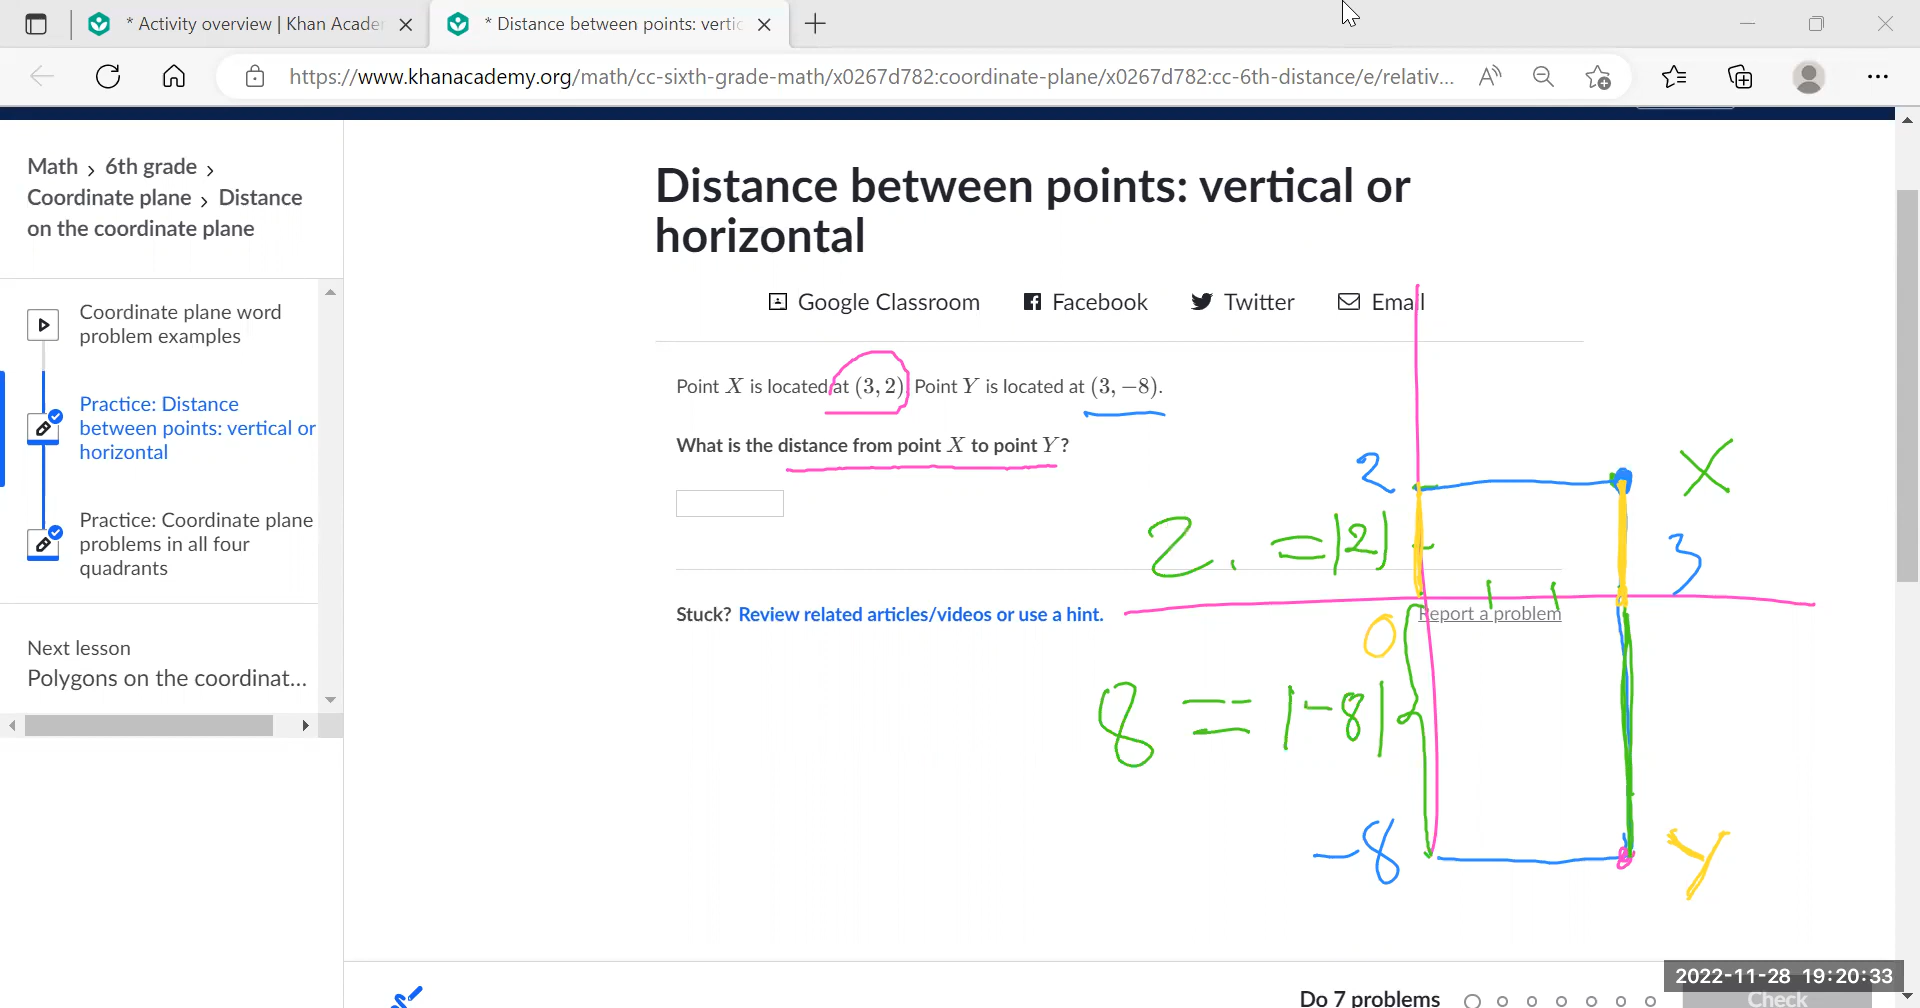 * Activity overview | Khan Acade
* Distance between points: vertic
https://www.khanacademy.org/math/cc-sixth-grade-math/x0267d782:coordinate-plane/x0267d782:cc-6th-distance/e/relativ...
Math > 6th grade >
Coordinate plane > Distance
on the coordinate plane
Coordinate plane word
problem examples
Practice: Distance
between points: vertical or
horizontal
Practice: Coordinate plane
problems in all four
quadrants
Next lesson
Polygons on the coordinat...
Distance between points: vertical or
horizontal
Google Classroom Facebook Twitter Email
Point X is located at (3, 2). Point Y is located at (3, −8).
What is the distance from point X to point Y?
Stuck? Review related articles/videos or use a hint.
Report a problem
2 X
2. = |2|
3
0
8 = |-8|
-8 Y
Do 7 problems
Check
2022-11-28 19:20:33